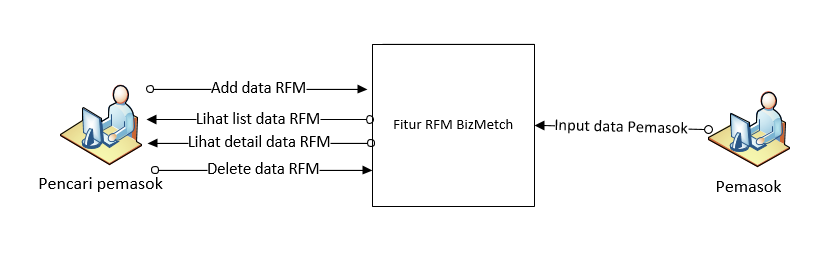 Add data RFM
Lihat list data RFM
Lihat detail data RFM
Delete data RFM
Pencari pemasok
Fitur RFM BizMetch
Input data Pemasok
Pemasok